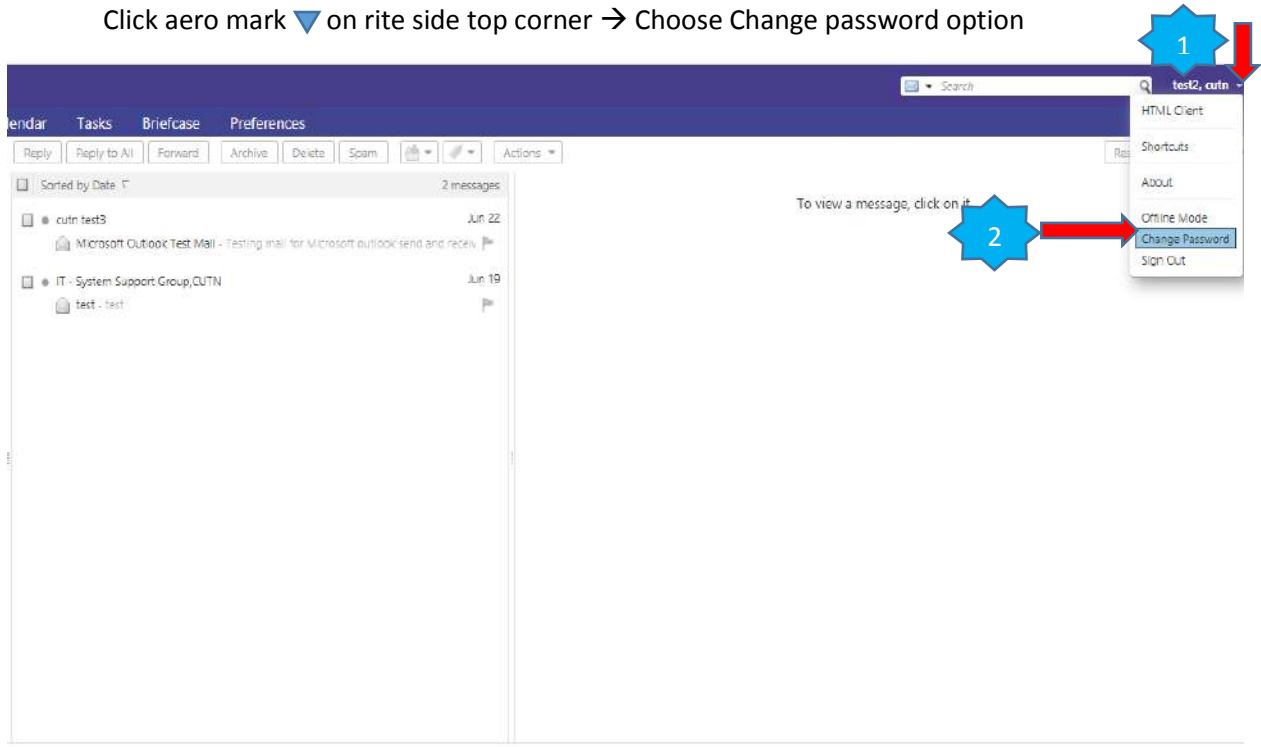 Click aero mark on rite side top corner → Choose Change password option
1
Search
test2, cutn
lendar Tasks Briefcase Preferences
HTML Client
Reply Reply to All Forward Archive Delete Spam Actions
Shortcuts
Sorted by Date 2 messages
About
To view a message, click on it
cutn test3 Jun 22
Offline Mode
2
Microsoft Outlook Test Mail - Testing mail for Microsoft outlook send and receiv
Change Password
Sign Out
IT - System Support Group,CUTN Jun 19
test - test